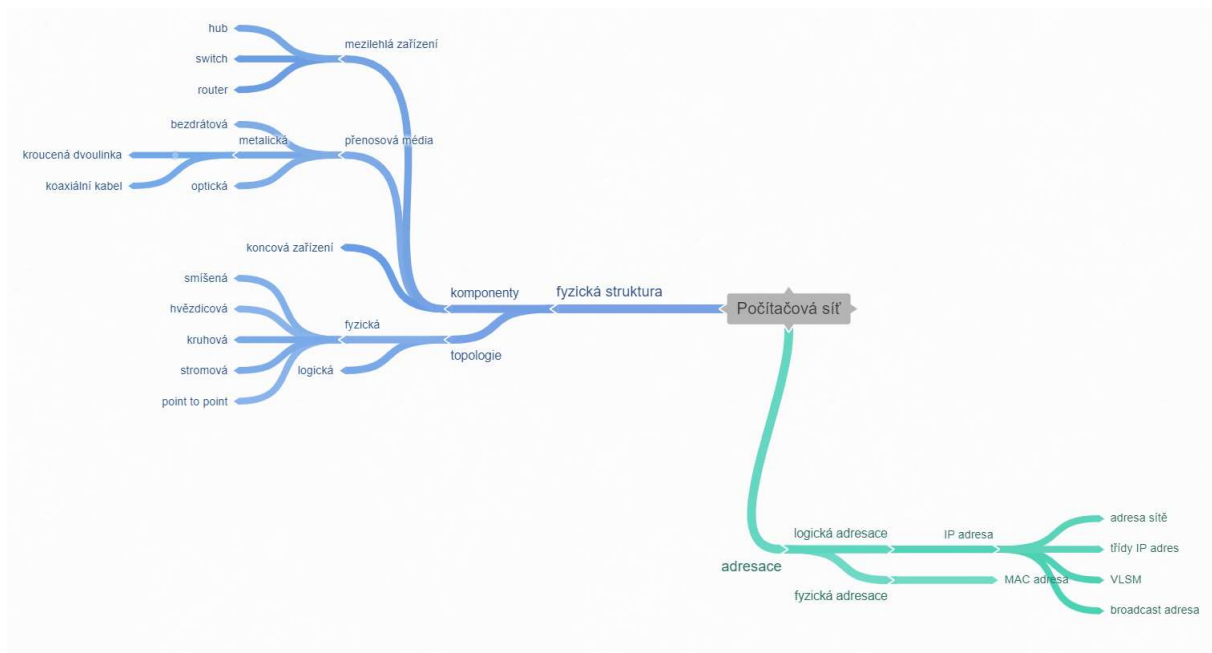 hub
mezilehlá zařízení
switch
router
bezdrátová
metalická
přenosová média
kroucená dvoulinka
koaxiální kabel
optická
koncová zařízení
smíšená
komponenty
fyzická struktura
Počítačová síť
hvězdicová
fyzická
kruhová
topologie
stromová
logická
point to point
adresa sítě
logická adresace
IP adresa
třídy IP adres
adresace
MAC adresa
VLSM
fyzická adresace
broadcast adresa